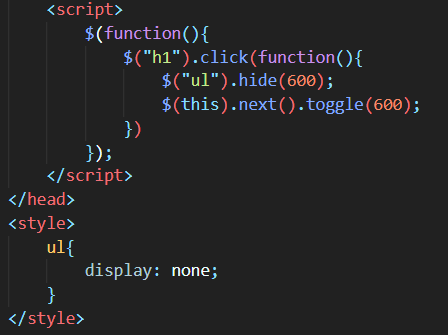 <script>
$(function(){
$("h1").click(function(){
$("ul").hide(600);
$(this).next().toggle(600);
})
});
</script>
</head>
<style>
ul{
display: none;
}
</style>